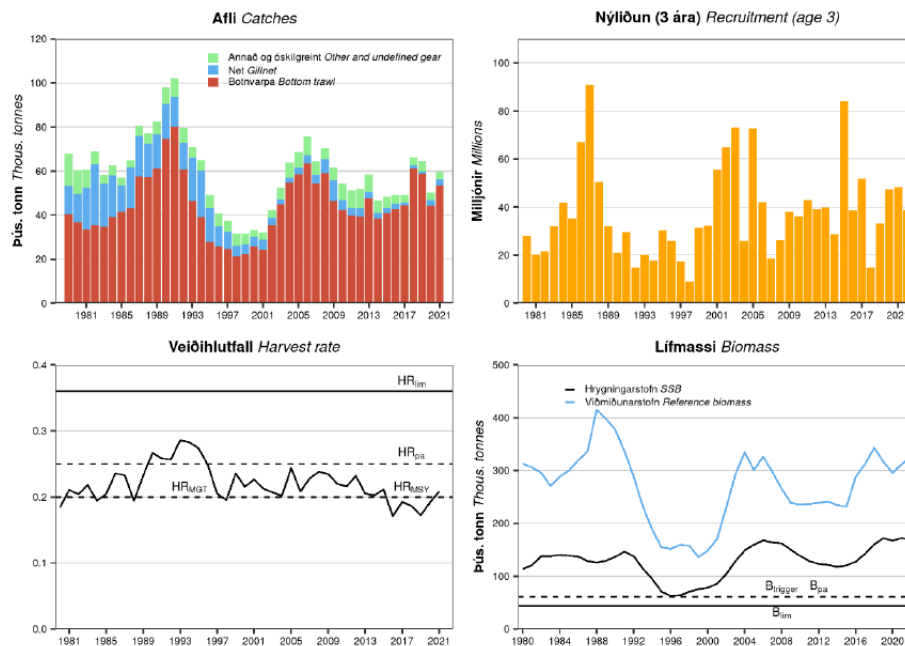 Afli Catches
Þús. tonn Thous. tonnes
120
100
80
60
40
20
0
Annað og óskilgreint Other and undefined gear
Net Gillnet
Botnvarpa Bottom trawl
1981 1985 1989 1993 1997 2001 2005 2009 2013 2017 2021
Nýliðun (3 ára) Recruitment (age 3)
Milljónir Millions
100
80
60
40
20
0
1981 1985 1989 1993 1997 2001 2005 2009 2013 2017 2021
Veiðihlutfall Harvest rate
0.4
0.3
0.2
0.1
0.0
HRlim
HRpa
HRMGT HRMSY
1981 1985 1989 1993 1997 2001 2005 2009 2013 2017 2021
Lífmassi Biomass
Þús. tonn Thous. tonnes
500
400
300
200
100
0
Hrygningarstofn SSB
Viðmiðunarstofn Reference biomass
Btrigger Bpa
Blim
1980 1984 1988 1992 1996 2000 2004 2008 2012 2016 2020